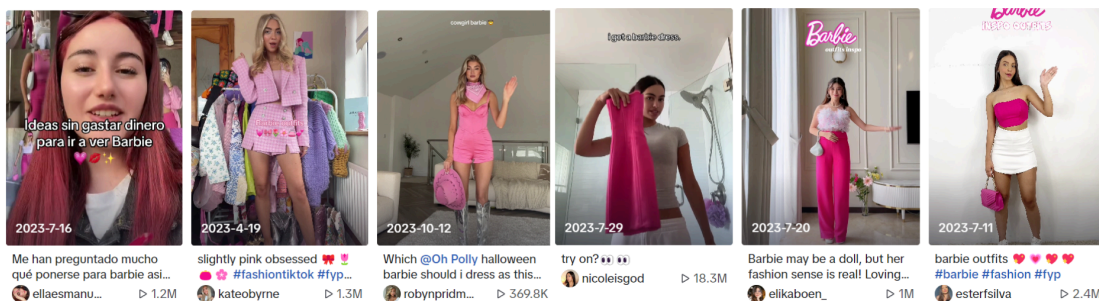 Ideas sin gastar dinero
para ir a ver Barbie
2023-7-16
Me han preguntado mucho
qué ponerse para barbie asi...
ellaesmanu...
1.2M
2023-4-19
slightly pink obsessed
#fashiontiktok #fyp...
kateobyrne
1.3M
cowgirl barbie
2023-10-12
Which @Oh Polly halloween
barbie should i dress as this...
robynpridm...
369.8K
i got a barbie dress.
2023-7-29
try on?
nicoleisgod
18.3M
Barbie
outfits inspo
2023-7-20
Barbie may be a doll, but her
fashion sense is real! Loving...
elikaboen_
1M
Barbie
INSPO OUTFITS
2023-7-11
barbie outfits
#barbie #fashion #fyp
esterfsilva
2.4M